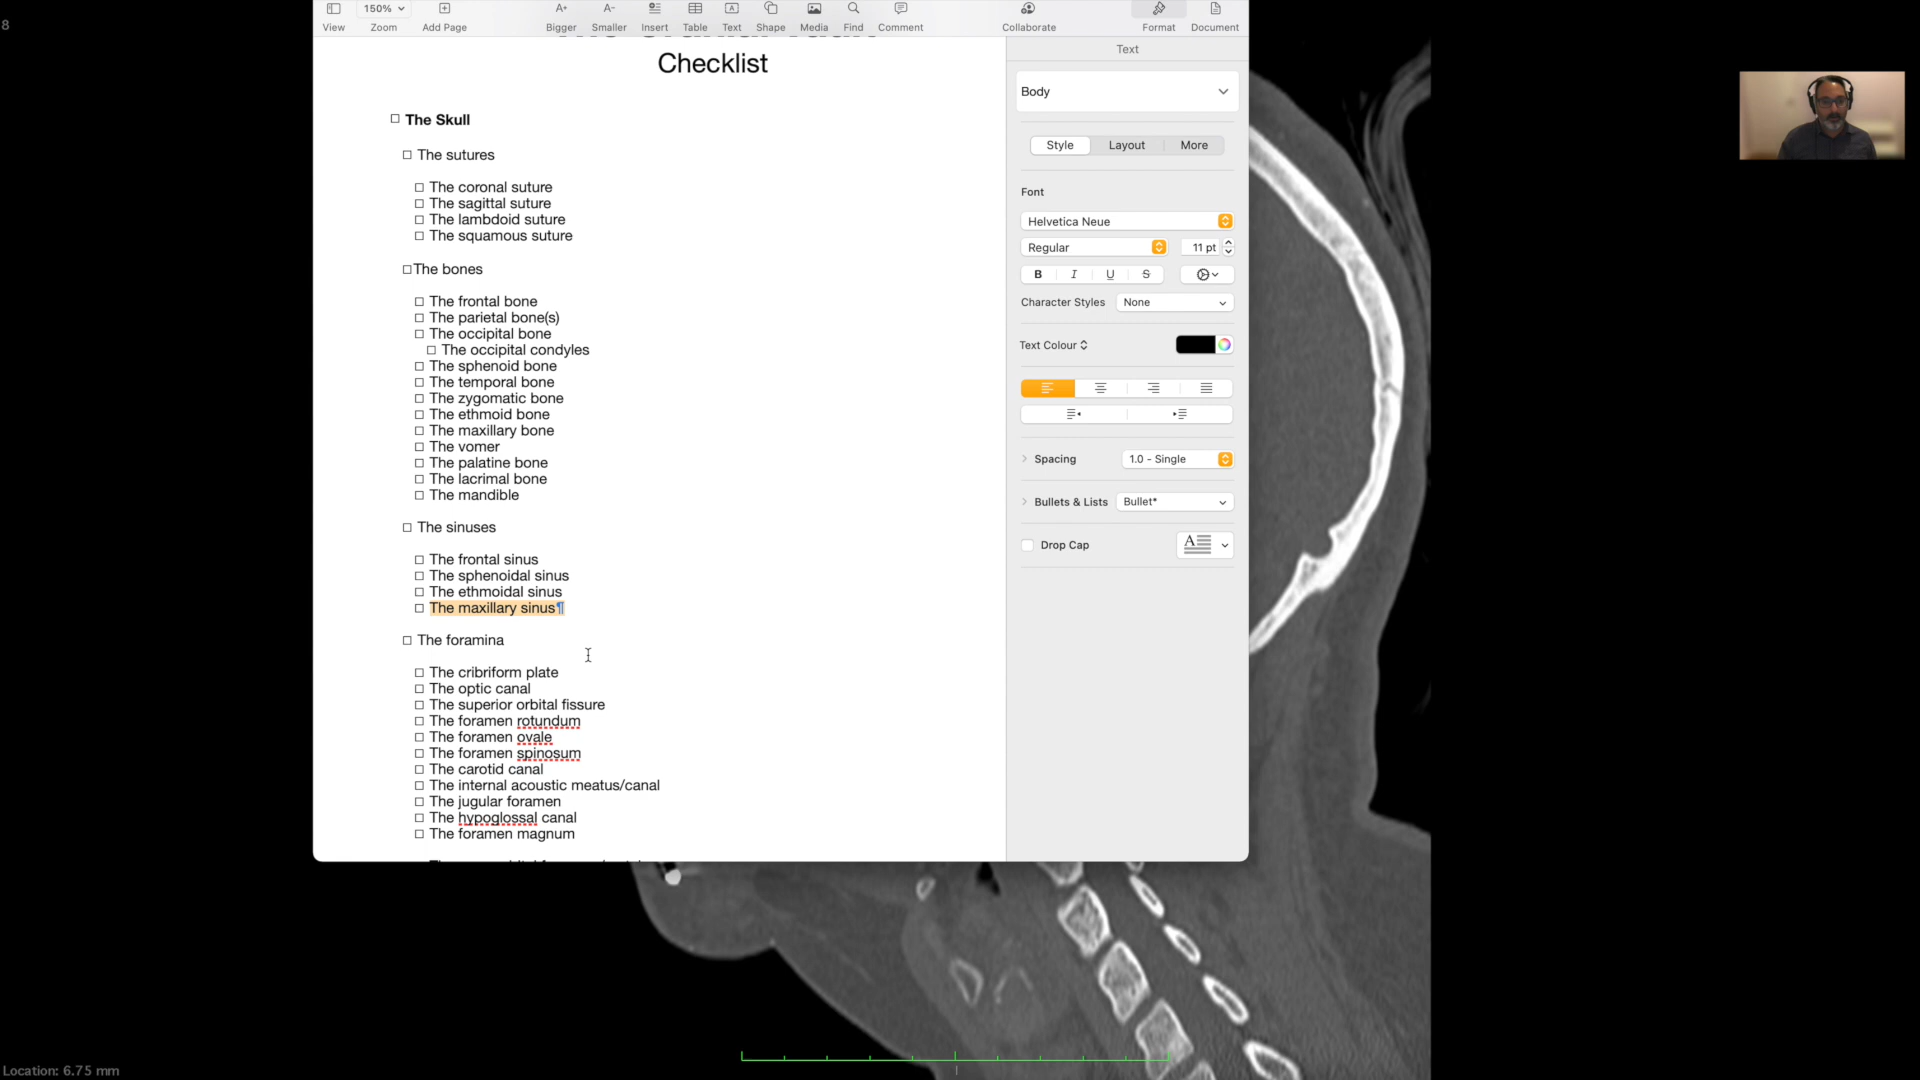 8
150%
View
Zoom
Add Page
Bigger
Smaller
Insert
Table
Text
Shape
Media
Find
Comment
Collaborate
Format
Document
Checklist
The Skull
The sutures
The coronal suture
The sagittal suture
The lambdoid suture
The squamous suture
The bones
The frontal bone
The parietal bone(s)
The occipital bone
The occipital condyles
The sphenoid bone
The temporal bone
The zygomatic bone
The ethmoid bone
The maxillary bone
The vomer
The palatine bone
The lacrimal bone
The mandible
The sinuses
The frontal sinus
The sphenoidal sinus
The ethmoidal sinus
The maxillary sinus¶
The foramina
The cribriform plate
The optic canal
The superior orbital fissure
The foramen rotundum
The foramen ovale
The foramen spinosum
The carotid canal
The internal acoustic meatus/canal
The jugular foramen
The hypoglossal canal
The foramen magnum
Text
Body
Style
Layout
More
Font
Helvetica Neue
Regular
11 pt
B I U S
Character Styles
None
Text Colour
Spacing
1.0 - Single
Bullets & Lists
Bullet*
Drop Cap
A
Location: 6.75 mm